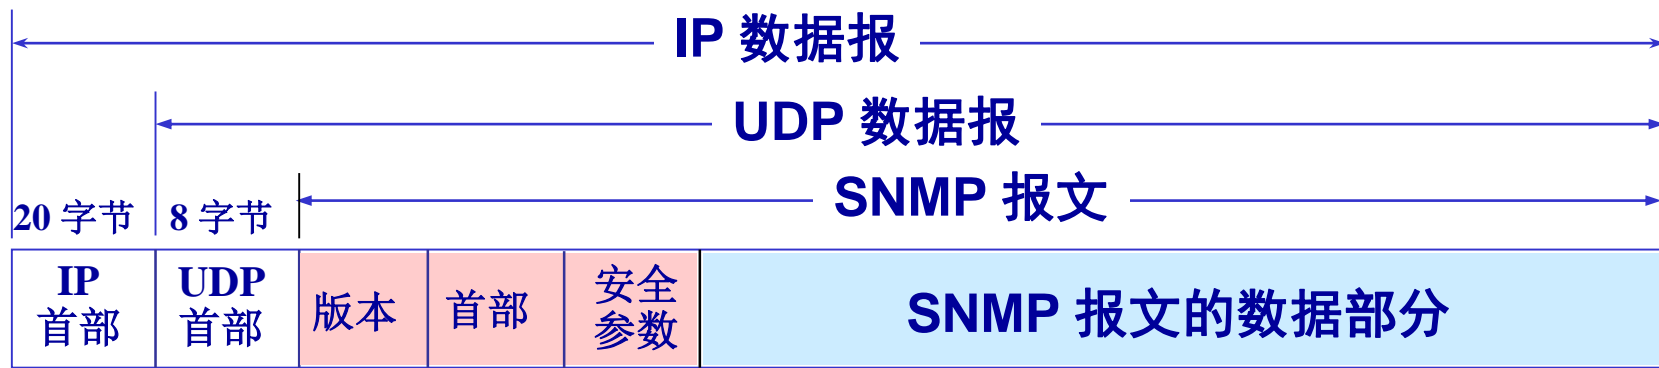 IP 数据报
UDP 数据报
SNMP 报文
20 字节
8 字节
IP
首部
UDP
首部
版本
首部
安全
参数
SNMP 报文的数据部分